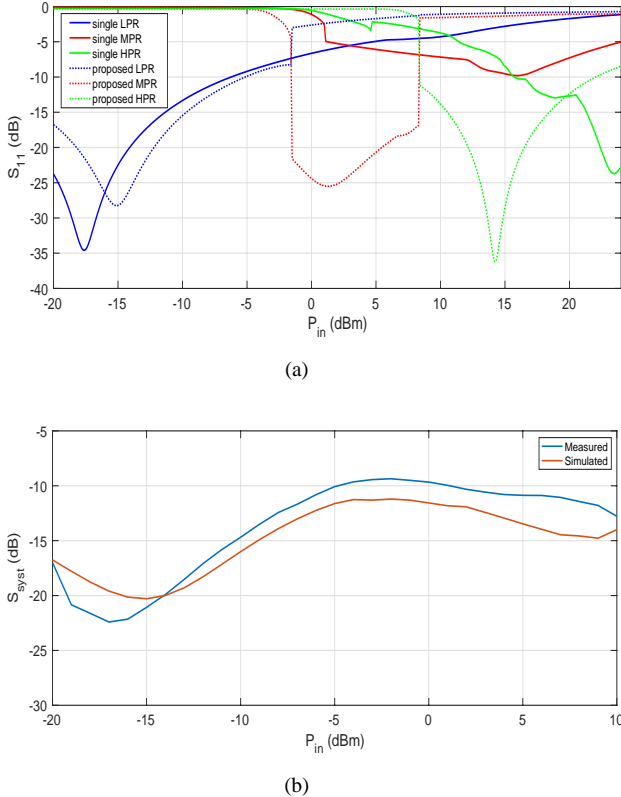 0
-5
-10
-15
-20
-25
-30
-35
-40
S11 (dB)
single LPR
single MPR
single HPR
proposed LPR
proposed MPR
proposed HPR
-20 -15 -10 -5 0 5 10 15 20
Pin (dBm)
(a)
-5
-10
-15
-20
-25
-30
Ssyst (dB)
Measured
Simulated
-20 -15 -10 -5 0 5 10
Pin (dBm)
(b)